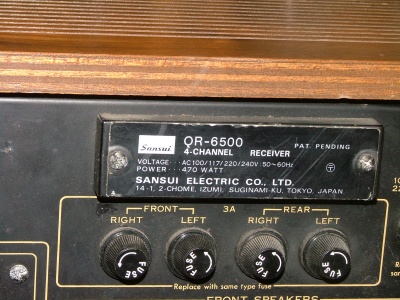 Sansui QR-6500
4-CHANNEL RECEIVER PAT. PENDING
VOLTAGE···AC100/117/220/240V 50~60Hz
POWER···470 WATT
SANSUI ELECTRIC CO., LTD.
14-1, 2-CHOME, IZUMI, SUGINAMI-KU, TOKYO, JAPAN
FRONT 3A REAR
RIGHT LEFT RIGHT LEFT
FUSE FUSE FUSE FUSE
Replace with same type fuse
FRONT SPEAKERS